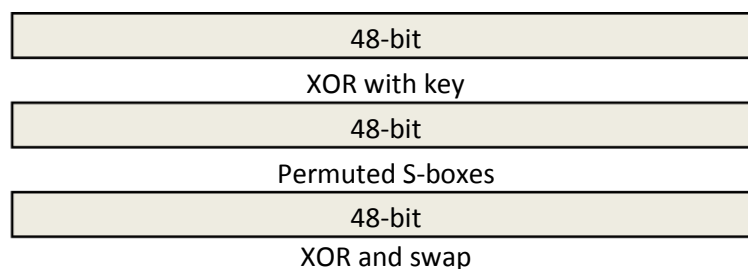 48-bit
XOR with key
48-bit
Permuted S-boxes
48-bit
XOR and swap